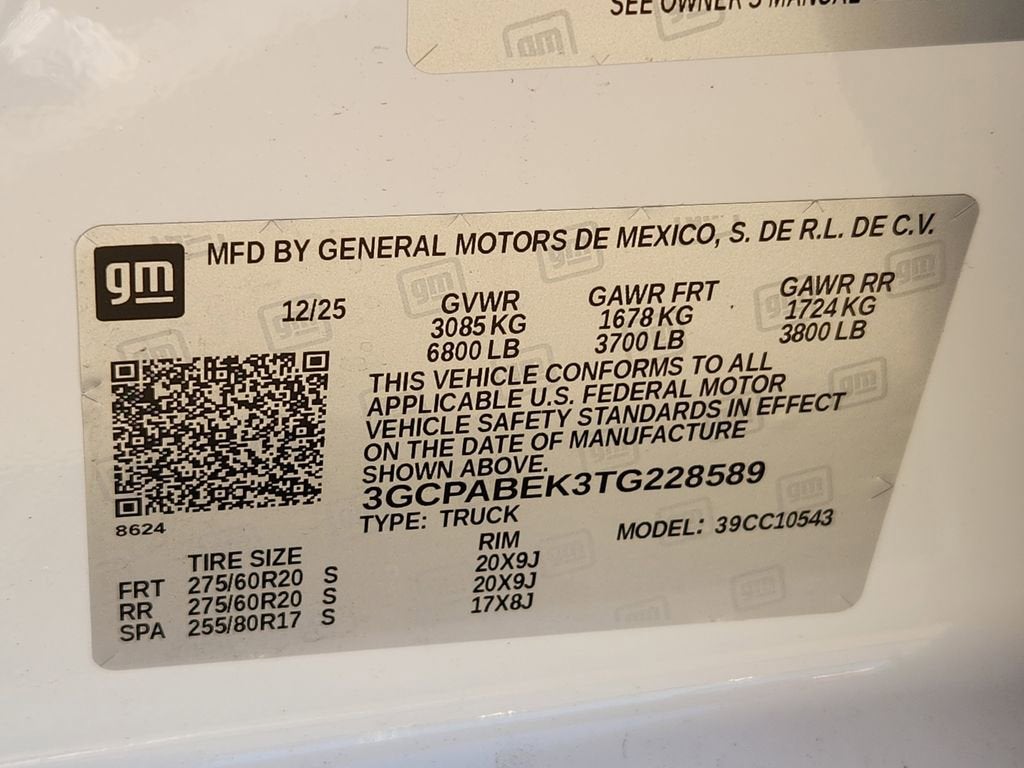 SEE OWNER'S MANUAL
gm
MFD BY GENERAL MOTORS DE MEXICO, S. DE R.L. DE C.V.
12/25 GVWR GAWR FRT GAWR RR
3085 KG 1678 KG 1724 KG
6800 LB 3700 LB 3800 LB
THIS VEHICLE CONFORMS TO ALL
APPLICABLE U.S. FEDERAL MOTOR
VEHICLE SAFETY STANDARDS IN EFFECT
ON THE DATE OF MANUFACTURE
SHOWN ABOVE.
3GCPABEK3TG228589
8624
TYPE: TRUCK MODEL: 39CC10543
TIRE SIZE RIM
FRT 275/60R20 S 20X9J
RR 275/60R20 S 20X9J
SPA 255/80R17 S 17X8J